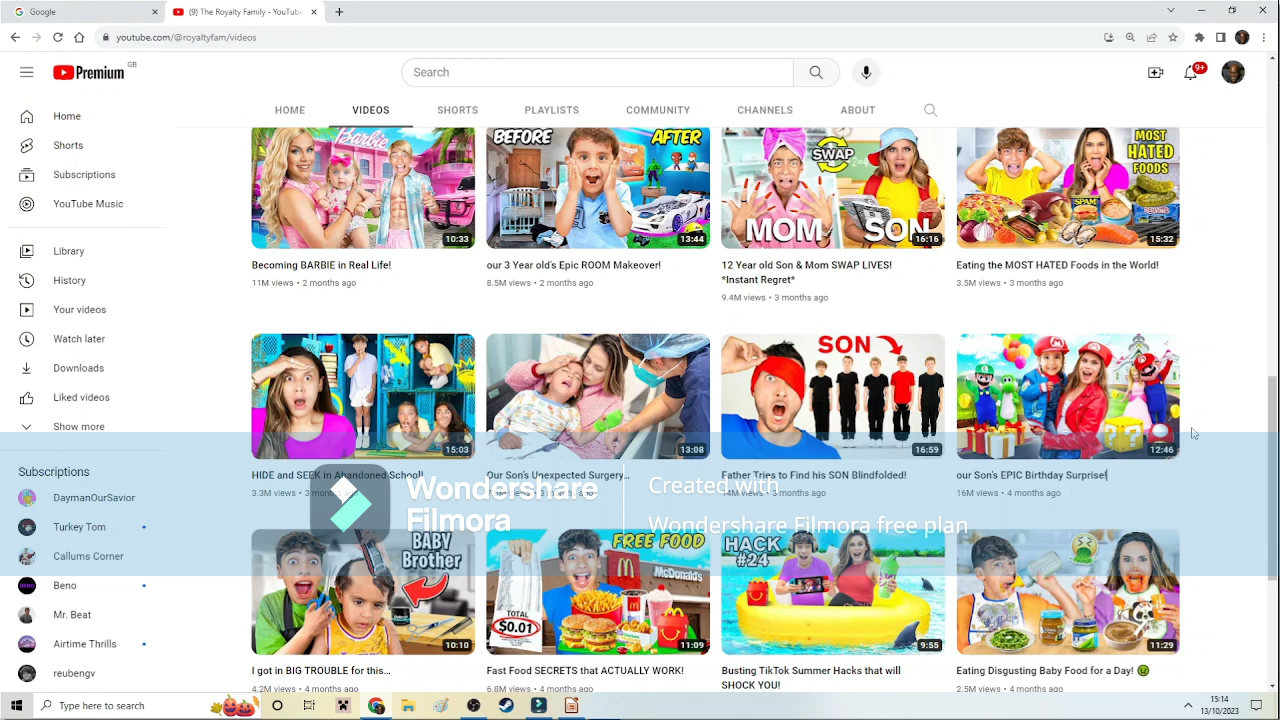 Google
(9) The Royalty Family - YouTube
youtube.com/@royaltyfam/videos
Premium GB
Search
9+
HOME VIDEOS SHORTS PLAYLISTS COMMUNITY CHANNELS ABOUT
Home
Shorts
Subscriptions
YouTube Music
Library
History
Your videos
Watch later
Downloads
Liked videos
Show more
Subscriptions
DaymanOurSavior
Turkey Tom
Callums Corner
Beno
Mr. Beat
Airtime Thrills
reubengv
Barbie
10:33
BEFORE AFTER
13:44
SWAP
MOM SON
16:16
MOST
HATED
FOODS
SPAM
15:32
Becoming BARBIE in Real Life!
11M views • 2 months ago
our 3 Year old's Epic ROOM Makeover!
8.5M views • 2 months ago
12 Year old Son & Mom SWAP LIVES!
*Instant Regret*
9.4M views • 3 months ago
Eating the MOST HATED Foods in the World!
3.5M views • 3 months ago
15:03
13:08
SON
16:59
12:46
HIDE and SEEK in Abandoned School!
3.3M views • 3 months ago
Our Son's Unexpected Surgery...
Father Tries to Find his SON Blindfolded!
14M views
our Son's EPIC Birthday Surprise!
16M views • 4 months ago
Wondershare
Filmora
Created with
Wondershare Filmora free plan
BABY
Brother
10:10
FREE FOOD
McDonald's
TOTAL
$0.01
11:09
HACK
#24
9:55
11:29
I got in BIG TROUBLE for this...
4.2M views • 4 months ago
Fast Food SECRETS that ACTUALLY WORK!
6.8M views • 4 months ago
Busting TikTok Summer Hacks that will
SHOCK YOU!
Eating Disgusting Baby Food for a Day!
2.5M views • 4 months ago
Type here to search
15:14
13/10/2023